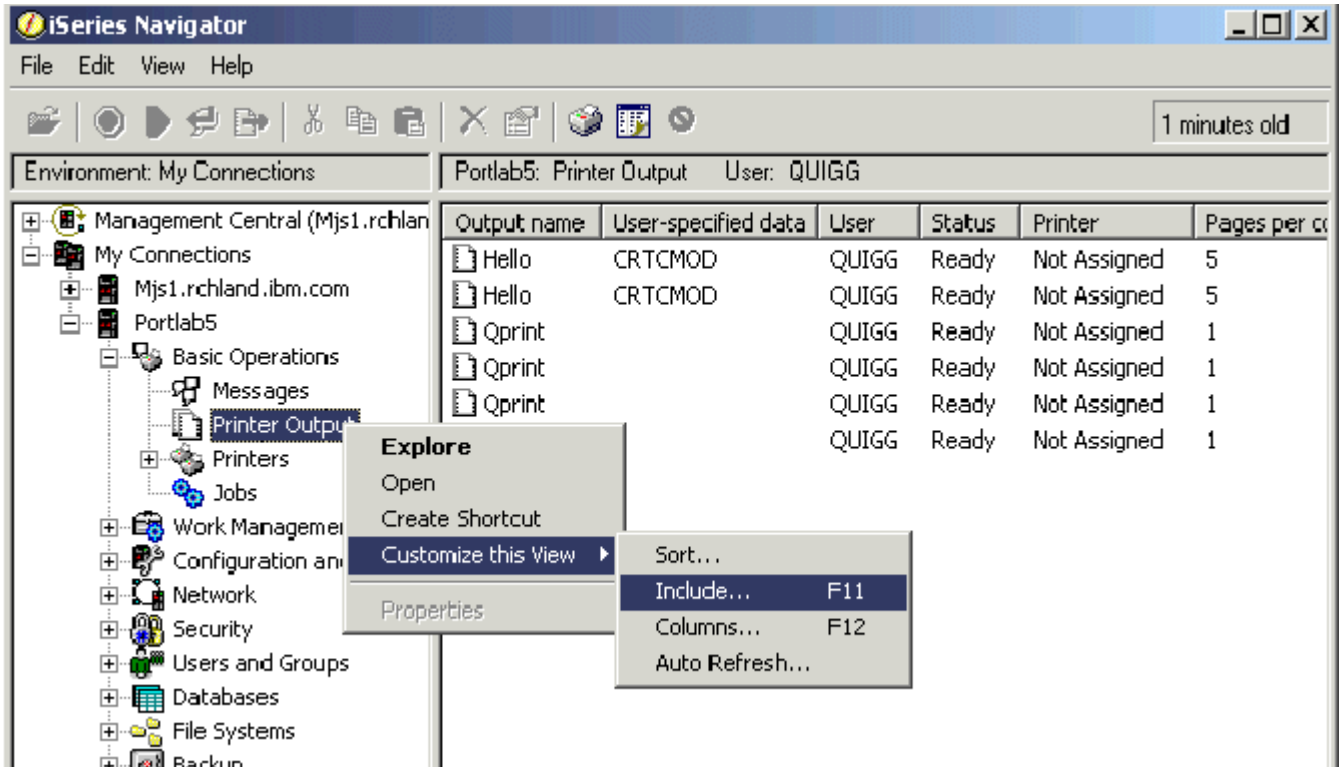 iSeries Navigator
File Edit View Help
1 minutes old
Environment: My Connections
Portlab5: Printer Output User: QUIGG
Management Central (Mjs1.rchlan
My Connections
Mjs1.rchland.ibm.com
Portlab5
Basic Operations
Messages
Printer Output
Printers
Jobs
Work Managemen
Configuration an
Network
Security
Users and Groups
Databases
File Systems
Backup
Output name User-specified data User Status Printer Pages per co
Hello CRTCMOD QUIGG Ready Not Assigned 5
Hello CRTCMOD QUIGG Ready Not Assigned 5
Qprint QUIGG Ready Not Assigned 1
Qprint QUIGG Ready Not Assigned 1
Qprint QUIGG Ready Not Assigned 1
QUIGG Ready Not Assigned 1
Explore
Open
Create Shortcut
Customize this View
Properties
Sort...
Include... F11
Columns... F12
Auto Refresh...